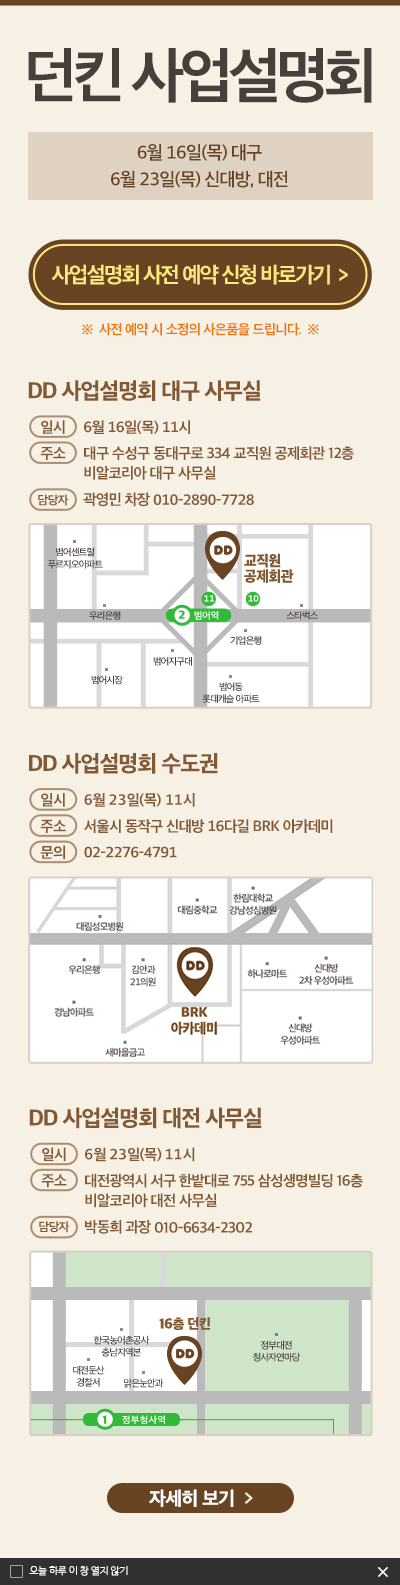 던킨 사업설명회
6월 16일(목) 대구
6월 23일(목) 신대방, 대전
사업설명회 사전 예약 신청 바로가기 >
※ 사전 예약 시 소정의 사은품을 드립니다. ※
DD 사업설명회 대구 사무실
일시 6월 16일(목) 11시
주소 대구 수성구 동대구로 334 교직원 공제회관 12층
비알코리아 대구 사무실
담당자 곽영민 차장 010-2890-7728
범어센트럴
푸르지오아파트
DD
교직원
공제회관
11
10
우리은행
2 범어역
스타벅스
기업은행
범어지구대
범어시장
범어동
롯데캐슬 아파트
DD 사업설명회 수도권
일시 6월 23일(목) 11시
주소 서울시 동작구 신대방 16다길 BRK 아카데미
문의 02-2276-4791
한림대학교
강남성심병원
대림중학교
대림성모병원
우리은행
김안과
21의원
DD
하나로마트
신대방
2차 우성아파트
경남아파트
BRK
아카데미
신대방
우성아파트
새마을금고
DD 사업설명회 대전 사무실
일시 6월 23일(목) 11시
주소 대전광역시 서구 한밭대로 755 삼성생명빌딩 16층
비알코리아 대전 사무실
담당자 박동희 과장 010-6634-2302
16층 던킨
한국농어촌공사
충남지역본
DD
정부대전
청사자연마당
대전둔산
경찰서
맑은눈안과
1 정부청사역
자세히 보기 >
오늘 하루 이 창 열지 않기